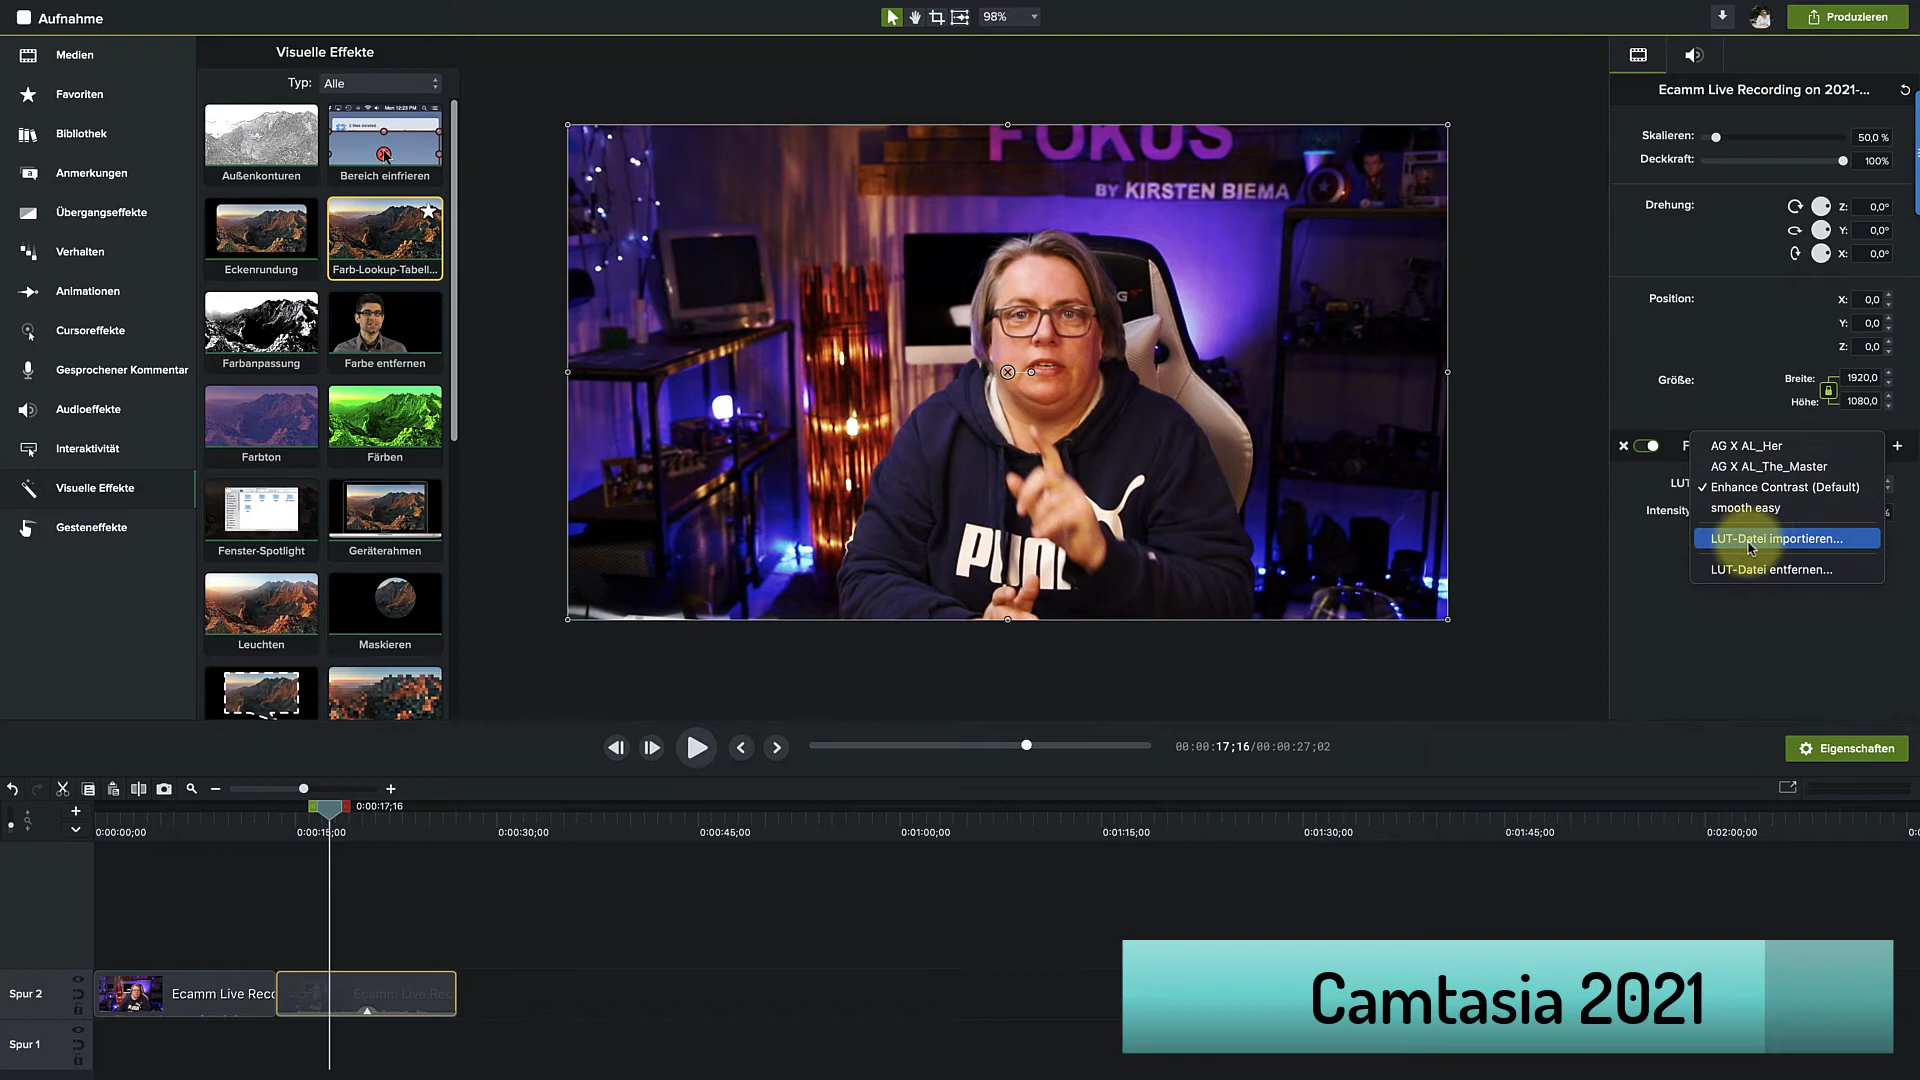 Aufnahme
98%
Produzieren
Medien
Favoriten
Bibliothek
Anmerkungen
Übergangseffekte
Verhalten
Animationen
Cursoreffekte
Gesprochener Kommentar
Audioeffekte
Interaktivität
Visuelle Effekte
Gesteneffekte
Visuelle Effekte
Typ: Alle
Außenkonturen
Bereich einfrieren
Eckenrundung
Farb-Lookup-Tabell...
Farbanpassung
Farbe entfernen
Farbton
Färben
Fenster-Spotlight
Geräterahmen
Leuchten
Maskieren
FOKUS
BY KIRSTEN BIEMA
Ecamm Live Recording on 2021-...
Skalieren: 50,0 %
Deckkraft: 100%
Drehung: Z: 0,0°
Y: 0,0°
X: 0,0°
Position: X: 0,0
Y: 0,0
Z: 0,0
Größe: Breite: 1920,0
Höhe: 1080,0
AG X AL_Her
AG X AL_The_Master
LUT
✓ Enhance Contrast (Default)
smooth easy
Intensity
LUT-Datei importieren...
LUT-Datei entfernen...
00:00:17;16/00:00:27;02
Eigenschaften
0:00:17;16
0:00:00;00
0:00:15;00
0:00:30;00
0:00:45;00
0:01:00;00
0:01:15;00
0:01:30;00
0:01:45;00
0:02:00;00
Spur 2
Ecamm Live Recc
Ecamm Live Rec
Spur 1
Camtasia 2021